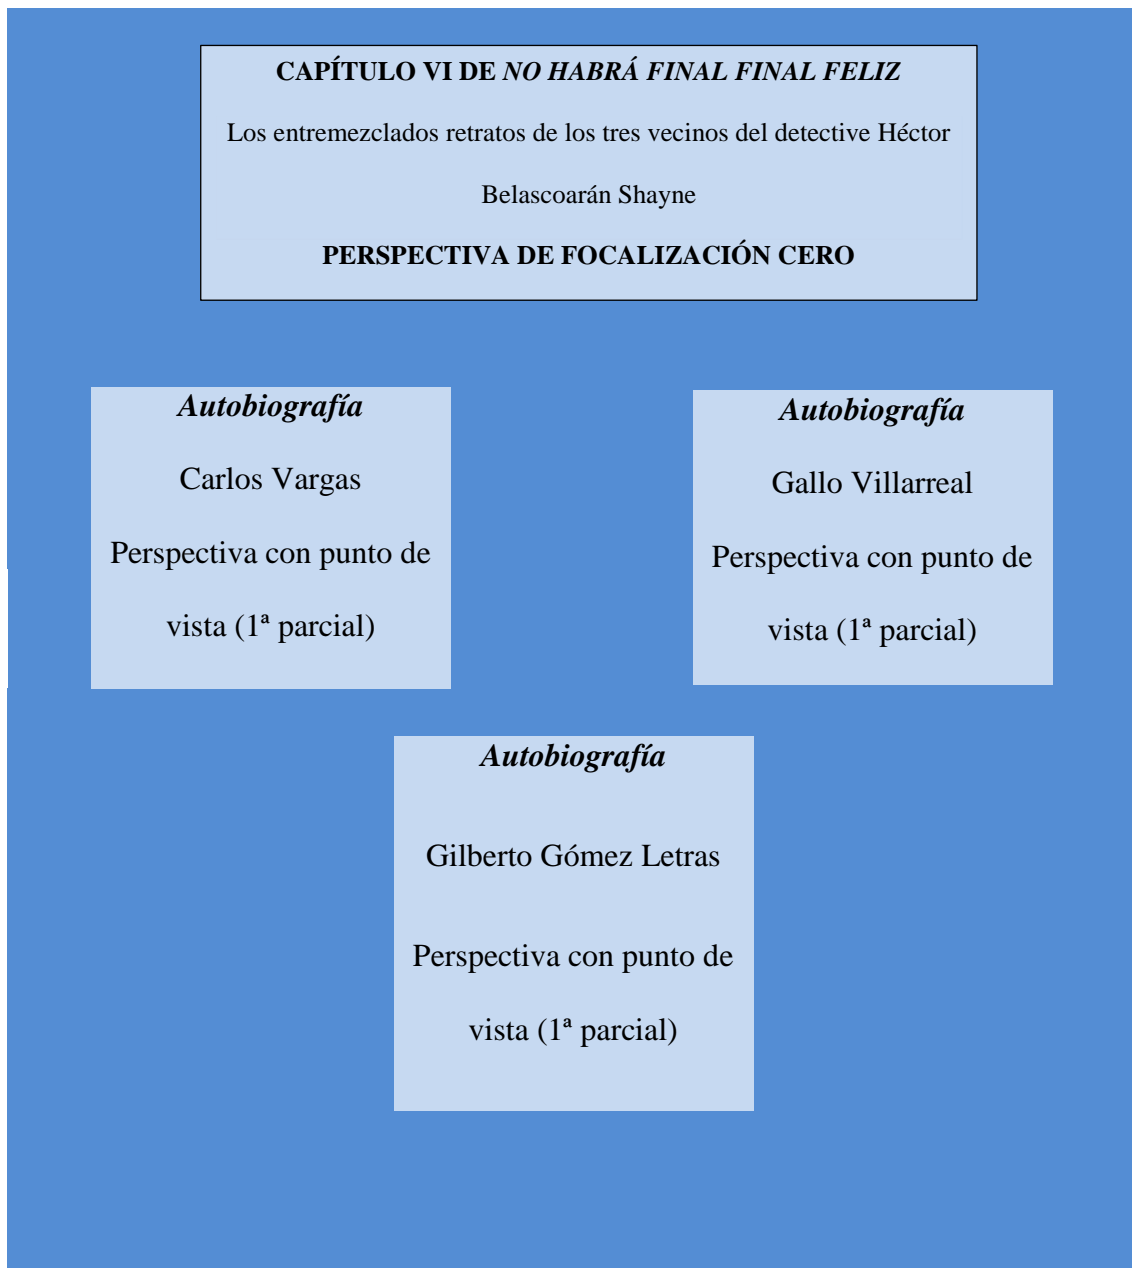 CAPÍTULO VI DE NO HABRÁ FINAL FINAL FELIZ
Los entremezclados retratos de los tres vecinos del detective Héctor
Belascoarán Shayne
PERSPECTIVA DE FOCALIZACIÓN CERO
Autobiografía
Carlos Vargas
Perspectiva con punto de
vista (1ª parcial)
Autobiografía
Gallo Villarreal
Perspectiva con punto de
vista (1ª parcial)
Autobiografía
Gilberto Gómez Letras
Perspectiva con punto de
vista (1ª parcial)